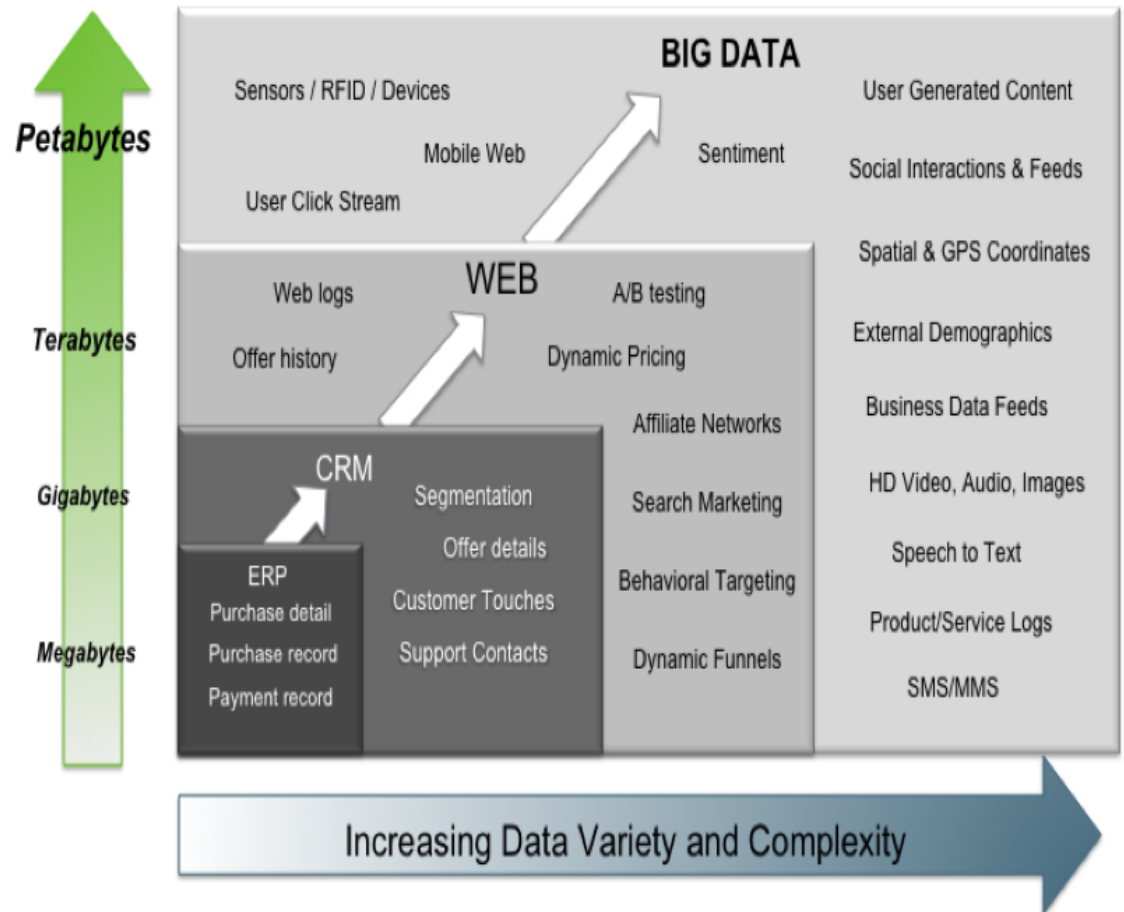 BIG DATA
Sensors / RFID / Devices
User Generated Content
Petabytes
Mobile Web
Sentiment
Social Interactions & Feeds
User Click Stream
Spatial & GPS Coordinates
WEB
Web logs
A/B testing
Terabytes
External Demographics
Offer history
Dynamic Pricing
Business Data Feeds
Affiliate Networks
CRM
HD Video, Audio, Images
Gigabytes
Segmentation
Search Marketing
Offer details
Speech to Text
ERP
Behavioral Targeting
Customer Touches
Purchase detail
Product/Service Logs
Megabytes
Purchase record
Support Contacts
Dynamic Funnels
SMS/MMS
Payment record
Increasing Data Variety and Complexity